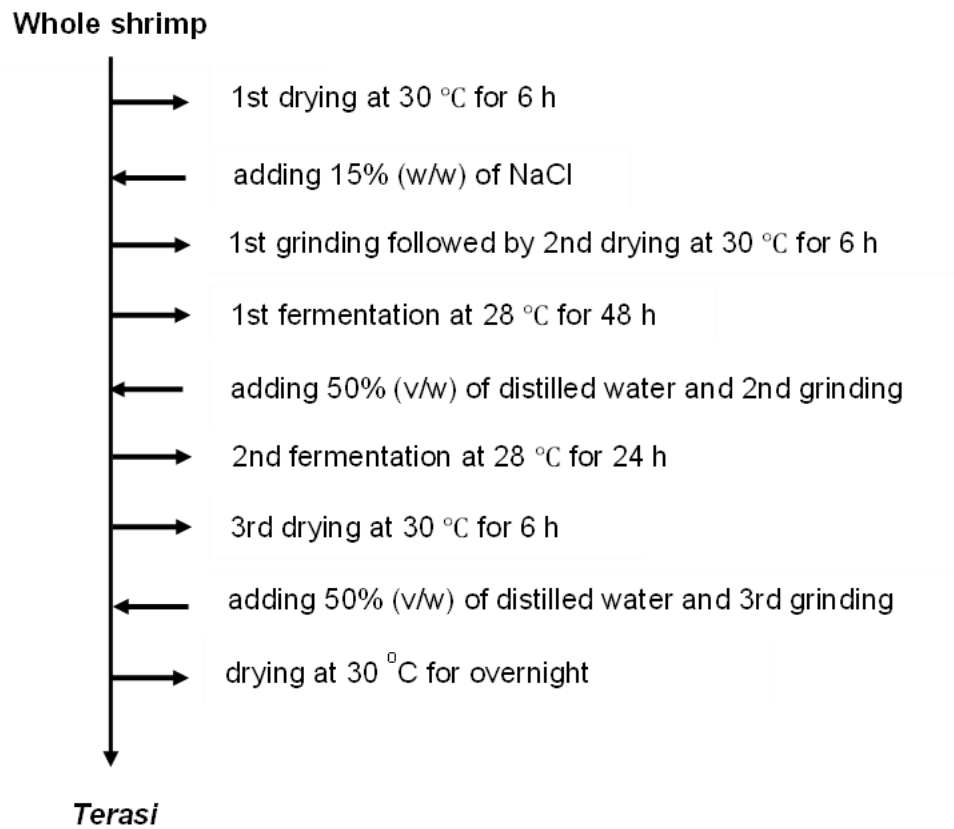 Whole shrimp
1st drying at 30 ℃ for 6 h
adding 15% (w/w) of NaCl
1st grinding followed by 2nd drying at 30 ℃ for 6 h
1st fermentation at 28 ℃ for 48 h
adding 50% (v/w) of distilled water and 2nd grinding
2nd fermentation at 28 ℃ for 24 h
3rd drying at 30 ℃ for 6 h
adding 50% (v/w) of distilled water and 3rd grinding
drying at 30 °C for overnight
Terasi